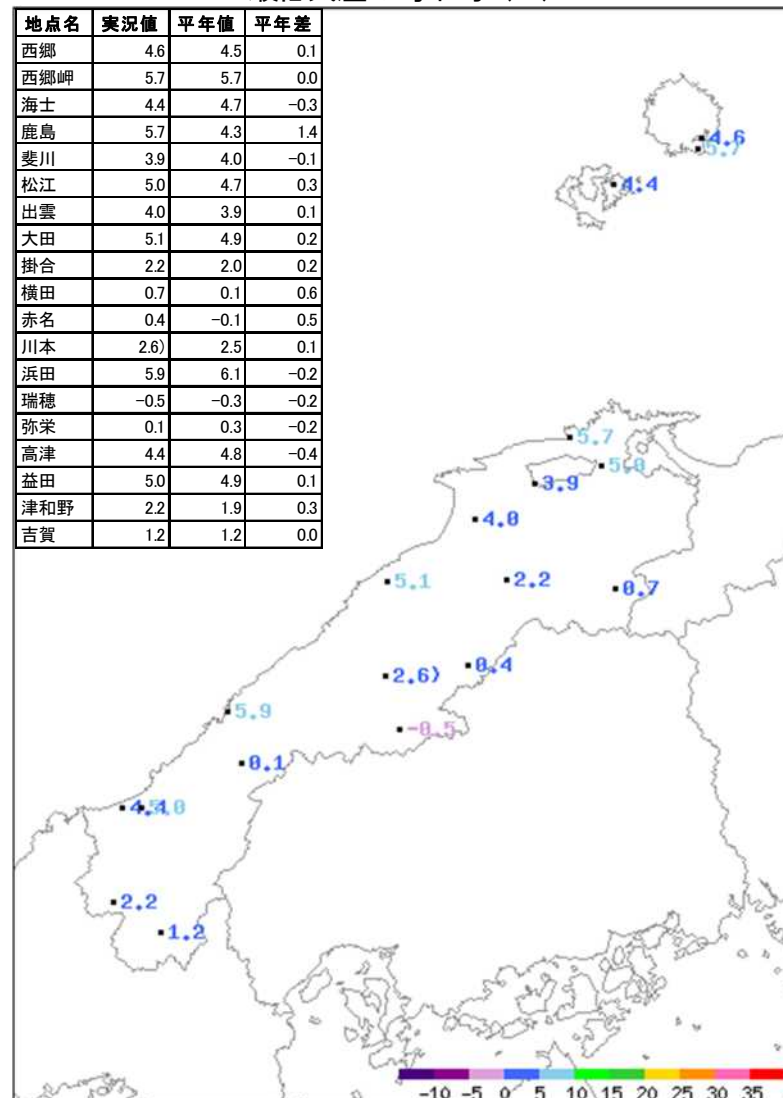 地点名 実況値 平年値 平年差
西郷 4.6 4.5 0.1
西郷岬 5.7 5.7 0.0
海士 4.4 4.7 −0.3
鹿島 5.7 4.3 1.4
斐川 3.9 4.0 −0.1
松江 5.0 4.7 0.3
出雲 4.0 3.9 0.1
大田 5.1 4.9 0.2
掛合 2.2 2.0 0.2
横田 0.7 0.1 0.6
赤名 0.4 −0.1 0.5
川本 2.6) 2.5 0.1
浜田 5.9 6.1 −0.2
瑞穂 −0.5 −0.3 −0.2
弥栄 0.1 0.3 −0.2
高津 4.4 4.8 −0.4
益田 5.0 4.9 0.1
津和野 2.2 1.9 0.3
吉賀 1.2 1.2 0.0
4.6
5.7
4.4
5.7
5.0
3.9
4.0
5.1
2.2
0.7
0.4
2.6)
5.9
-0.5
0.1
4.4
5.0
2.2
1.2
-10 -5 0 5 10 15 20 25 30 35